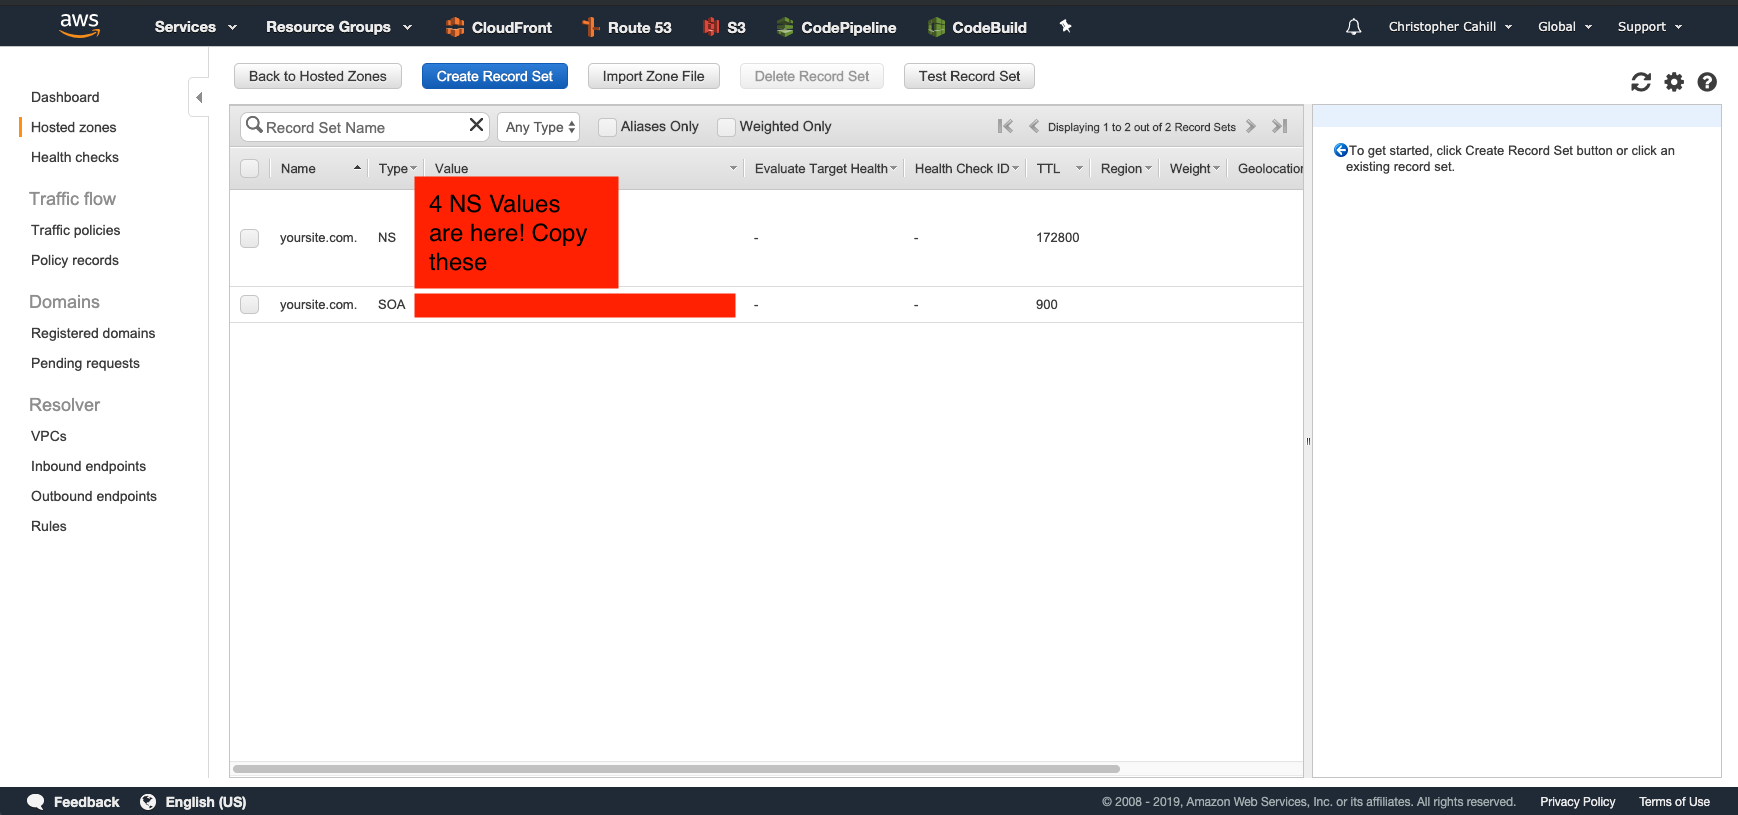 aws Services Resource Groups CloudFront Route 53 S3 CodePipeline CodeBuild Christopher Cahill Global Support
Back to Hosted Zones Create Record Set Import Zone File Delete Record Set Test Record Set
Dashboard
Hosted zones
Health checks
Traffic flow
Traffic policies
Policy records
Domains
Registered domains
Pending requests
Resolver
VPCs
Inbound endpoints
Outbound endpoints
Rules
Record Set Name Any Type Aliases Only Weighted Only Displaying 1 to 2 out of 2 Record Sets
Name Type Value Evaluate Target Health Health Check ID TTL Region Weight Geolocation
4 NS Values
are here! Copy
these
yoursite.com. NS - - 172800
yoursite.com. SOA - - 900
To get started, click Create Record Set button or click an
existing record set.
Feedback English (US) © 2008 - 2019, Amazon Web Services, Inc. or its affiliates. All rights reserved. Privacy Policy Terms of Use